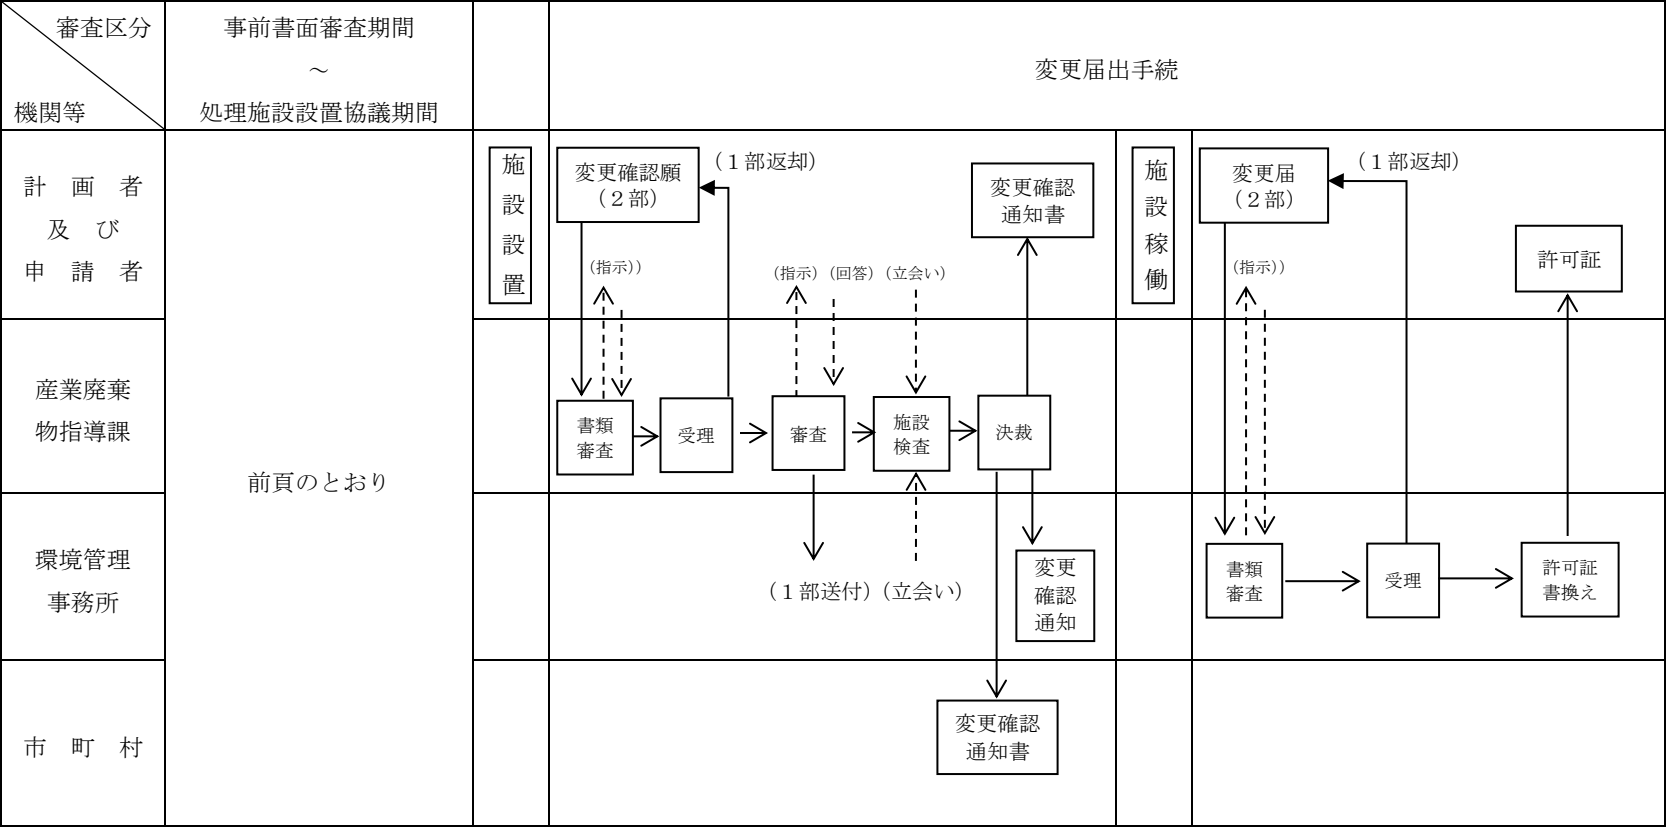 審査区分
機関等
事前書面審査期間
～
処理施設設置協議期間
変更届出手続
計　画　者
及　び
申　請　者
施
設
設
置
変更確認願
（２部）
（１部返却）
（指示））
（指示）（回答）（立会い）
変更確認
通知書
施
設
稼
働
変更届
（２部）
（１部返却）
（指示））
許可証
産業廃棄
物指導課
書類
審査
受理
審査
施設
検査
決裁
前頁のとおり
環境管理
事務所
（１部送付）（立会い）
変更
確認
通知
書類
審査
受理
許可証
書換え
市　町　村
変更確認
通知書